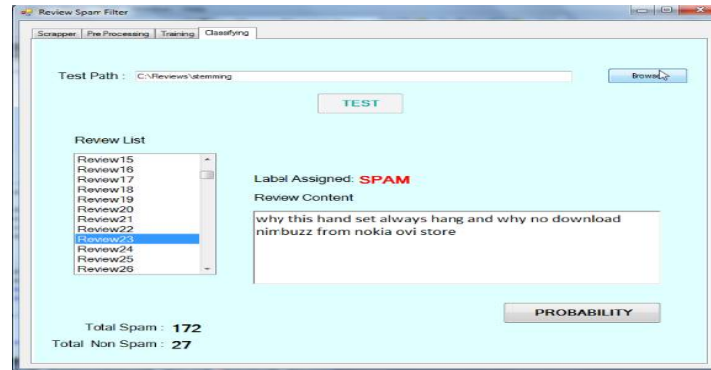 Review Spam Filter
Scrapper Pre Processing Training Classifying
Test Path : C:\Reviews\stemming Browse
TEST
Review List
Review15
Review16
Review17
Review18
Review19
Review20
Review21
Review22
Review23
Review24
Review25
Review26
Label Assigned: SPAM
Review Content
why this hand set always hang and why no download
nimbuzz from nokia ovi store
PROBABILITY
Total Spam : 172
Total Non Spam : 27